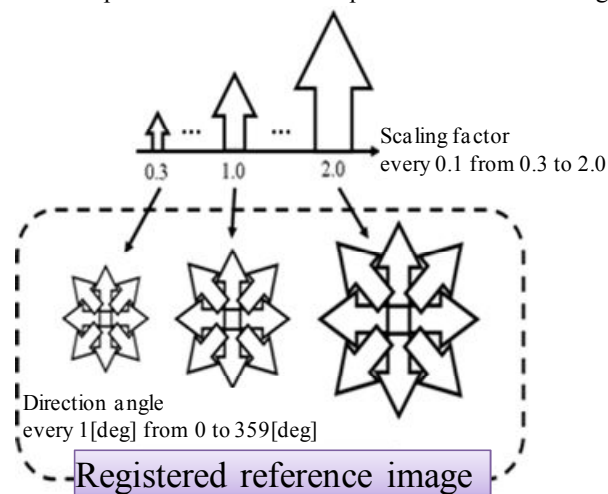 ...
...
Scaling factor
every 0.1 from 0.3 to 2.0
0.3
1.0
2.0
Direction angle
every 1[deg] from 0 to 359[deg]
Registered reference image